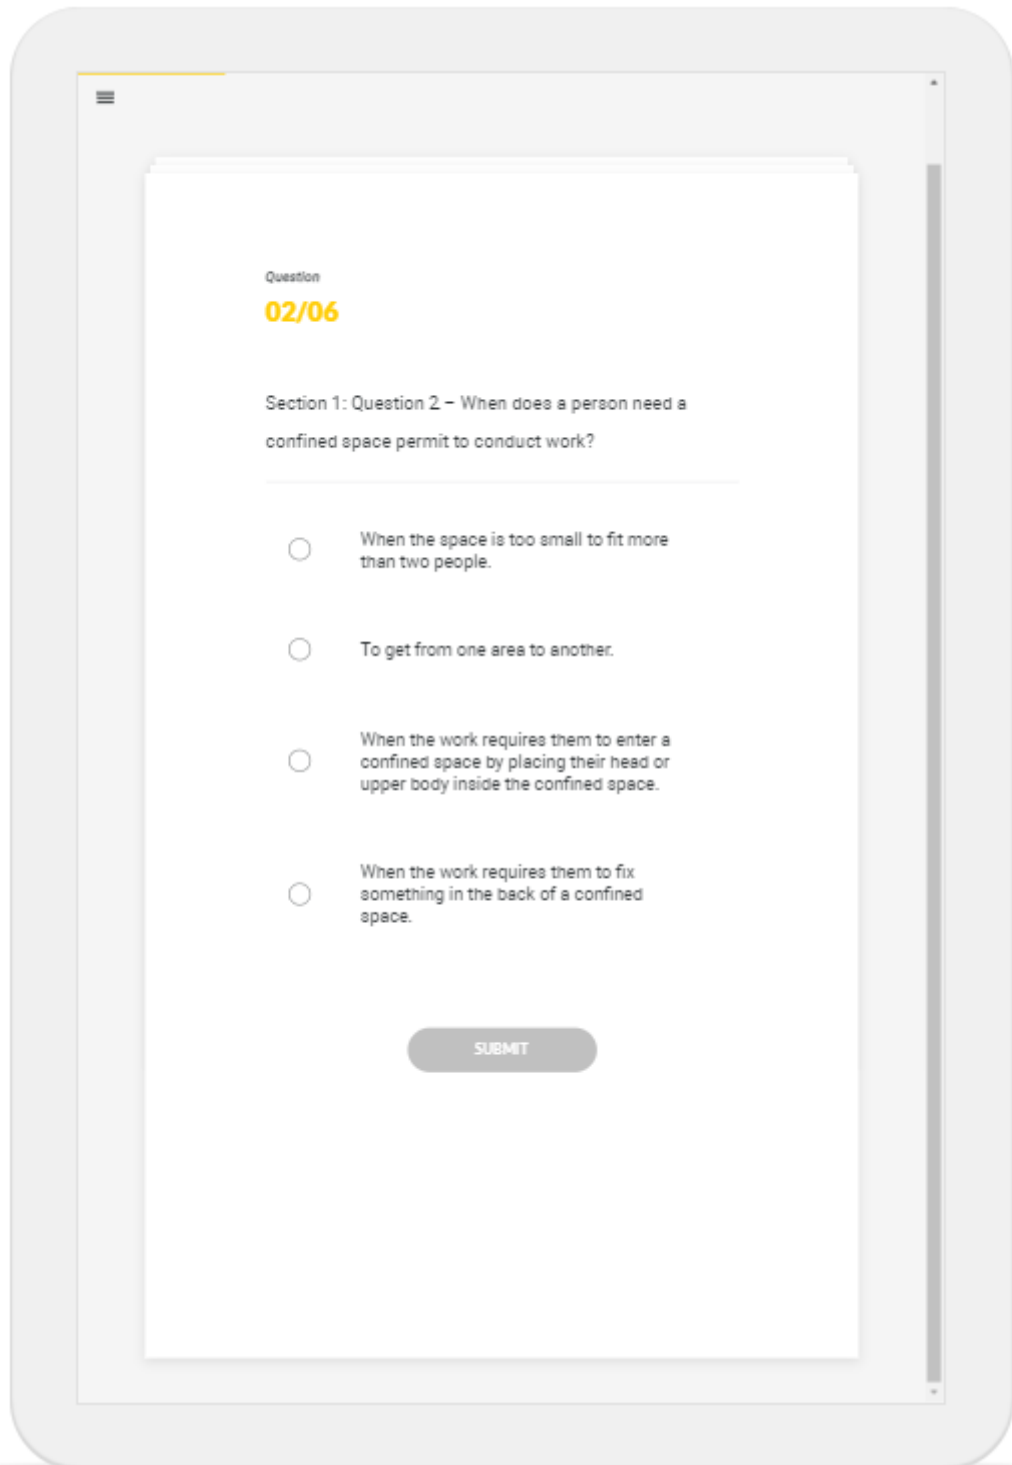 Question
02/06
Section 1: Question 2 – When does a person need a
confined space permit to conduct work?
When the space is too small to fit more
than two people.
To get from one area to another.
When the work requires them to enter a
confined space by placing their head or
upper body inside the confined space.
When the work requires them to fix
something in the back of a confined
space.
SUBMIT